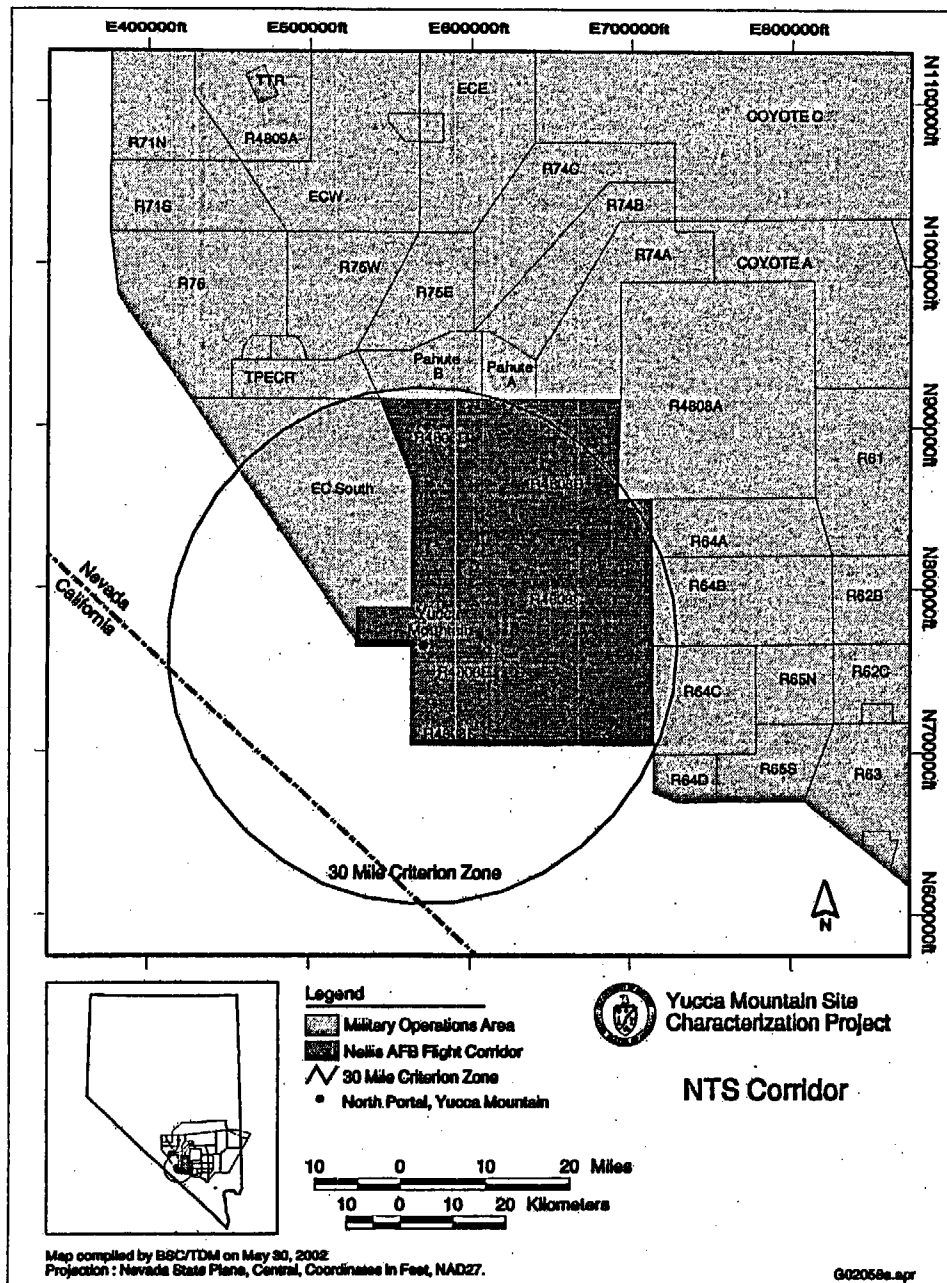 E400000ft E500000ft E600000ft E700000ft E800000ft
N1100000ft
TTR
ECE
COYOTE C
R4809A
R71N
R74C
R71S
ECW
R74B
N1000000ft
R74A
COYOTE A
R75W
R76
R75E
Pahute
B
Pahute
A
TPECR
R4808A
N900000ft
R61
EC South
R64A
N800000ft
R64B
R62B
Nevada
California
Yucca
Mountain
R64C
R65N
R62C
N700000ft
R64D
R65S
R63
30 Mile Criterion Zone
N600000ft
N
Legend
Military Operations Area
Nellis AFB Flight Corridor
30 Mile Criterion Zone
North Portal, Yucca Mountain
Yucca Mountain Site
Characterization Project
NTS Corridor
10 0 10 20 Miles
10 0 10 20 Kilometers
Map compiled by BSC/TDM on May 30, 2002
Projection : Nevada State Plane, Central, Coordinates in Feet, NAD27.